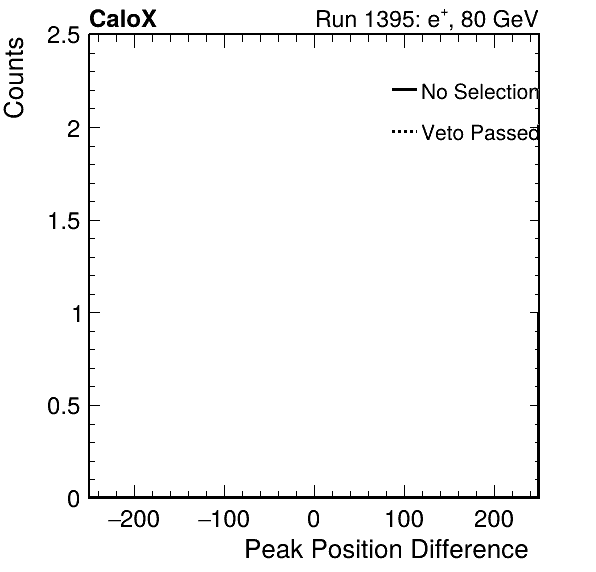 CaloX Run 1395: e⁺, 80 GeV
Counts
2.5
2
1.5
1
0.5
0
No Selection
Veto Passed
−200 −100 0 100 200
Peak Position Difference